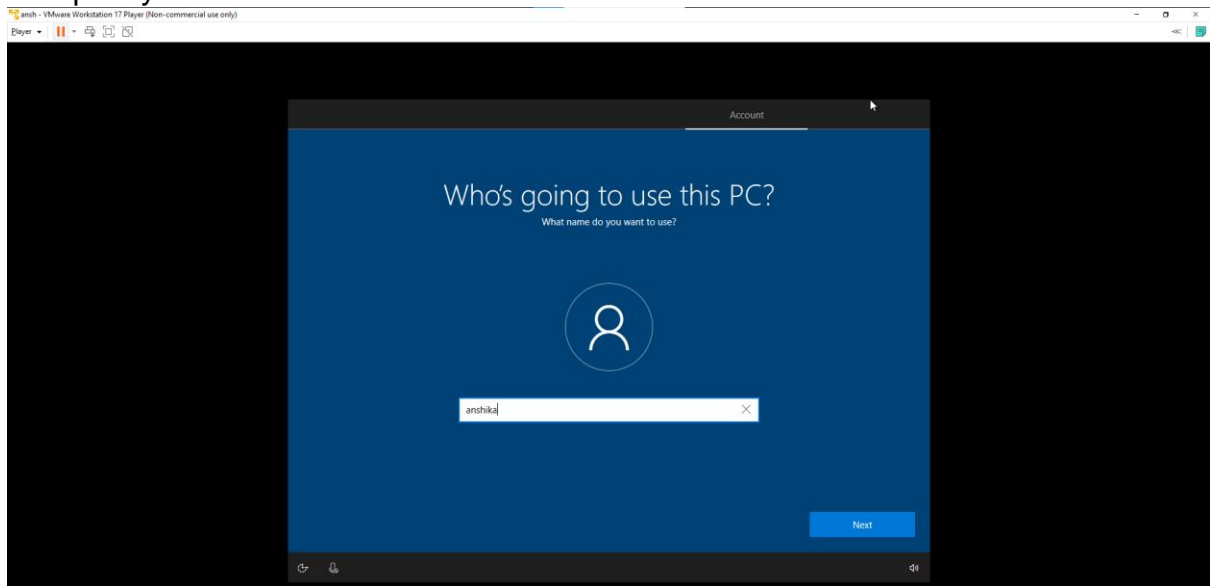 ansh - VMware Workstation 17 Player (Non-commercial use only)
Player
Account
Who's going to use this PC?
What name do you want to use?
anshika
Next